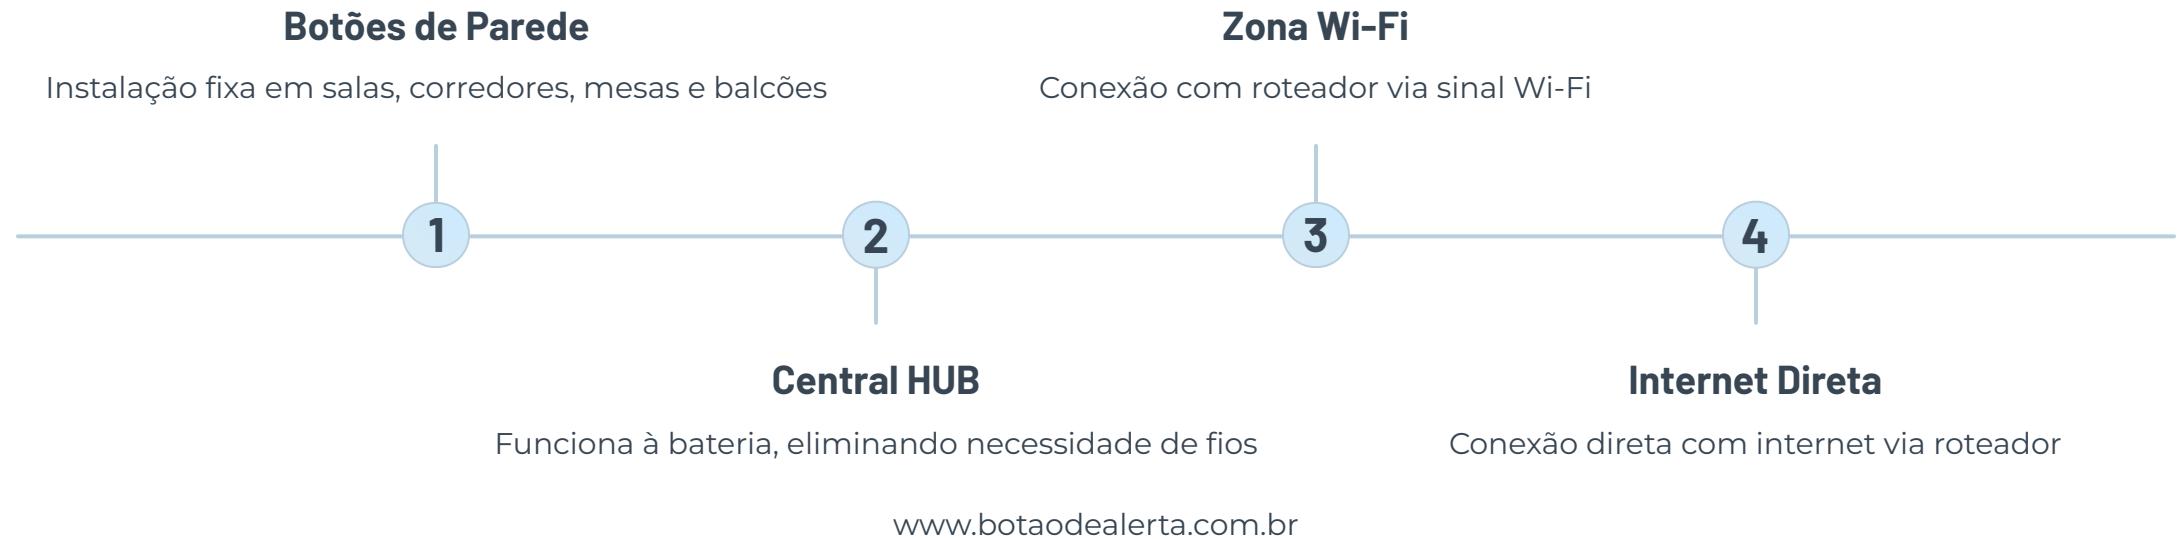 Botões de Parede
Instalação fixa em salas, corredores, mesas e balcões
1
2
Central HUB
Funciona à bateria, eliminando necessidade de fios
Zona Wi-Fi
Conexão com roteador via sinal Wi-Fi
3
4
Internet Direta
Conexão direta com internet via roteador
www.botaodealerta.com.br